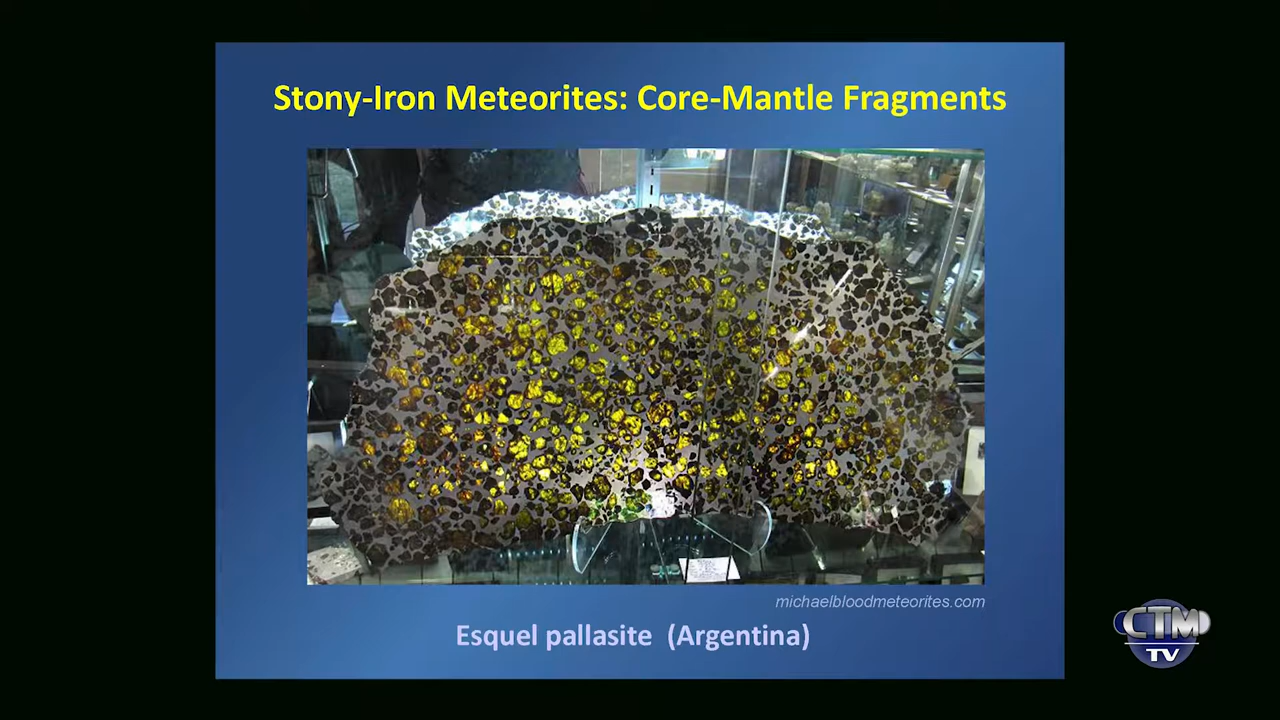 Stony-Iron Meteorites: Core-Mantle Fragments
michaelbloodmeteorites.com
Esquel pallasite (Argentina)
CTM
TV